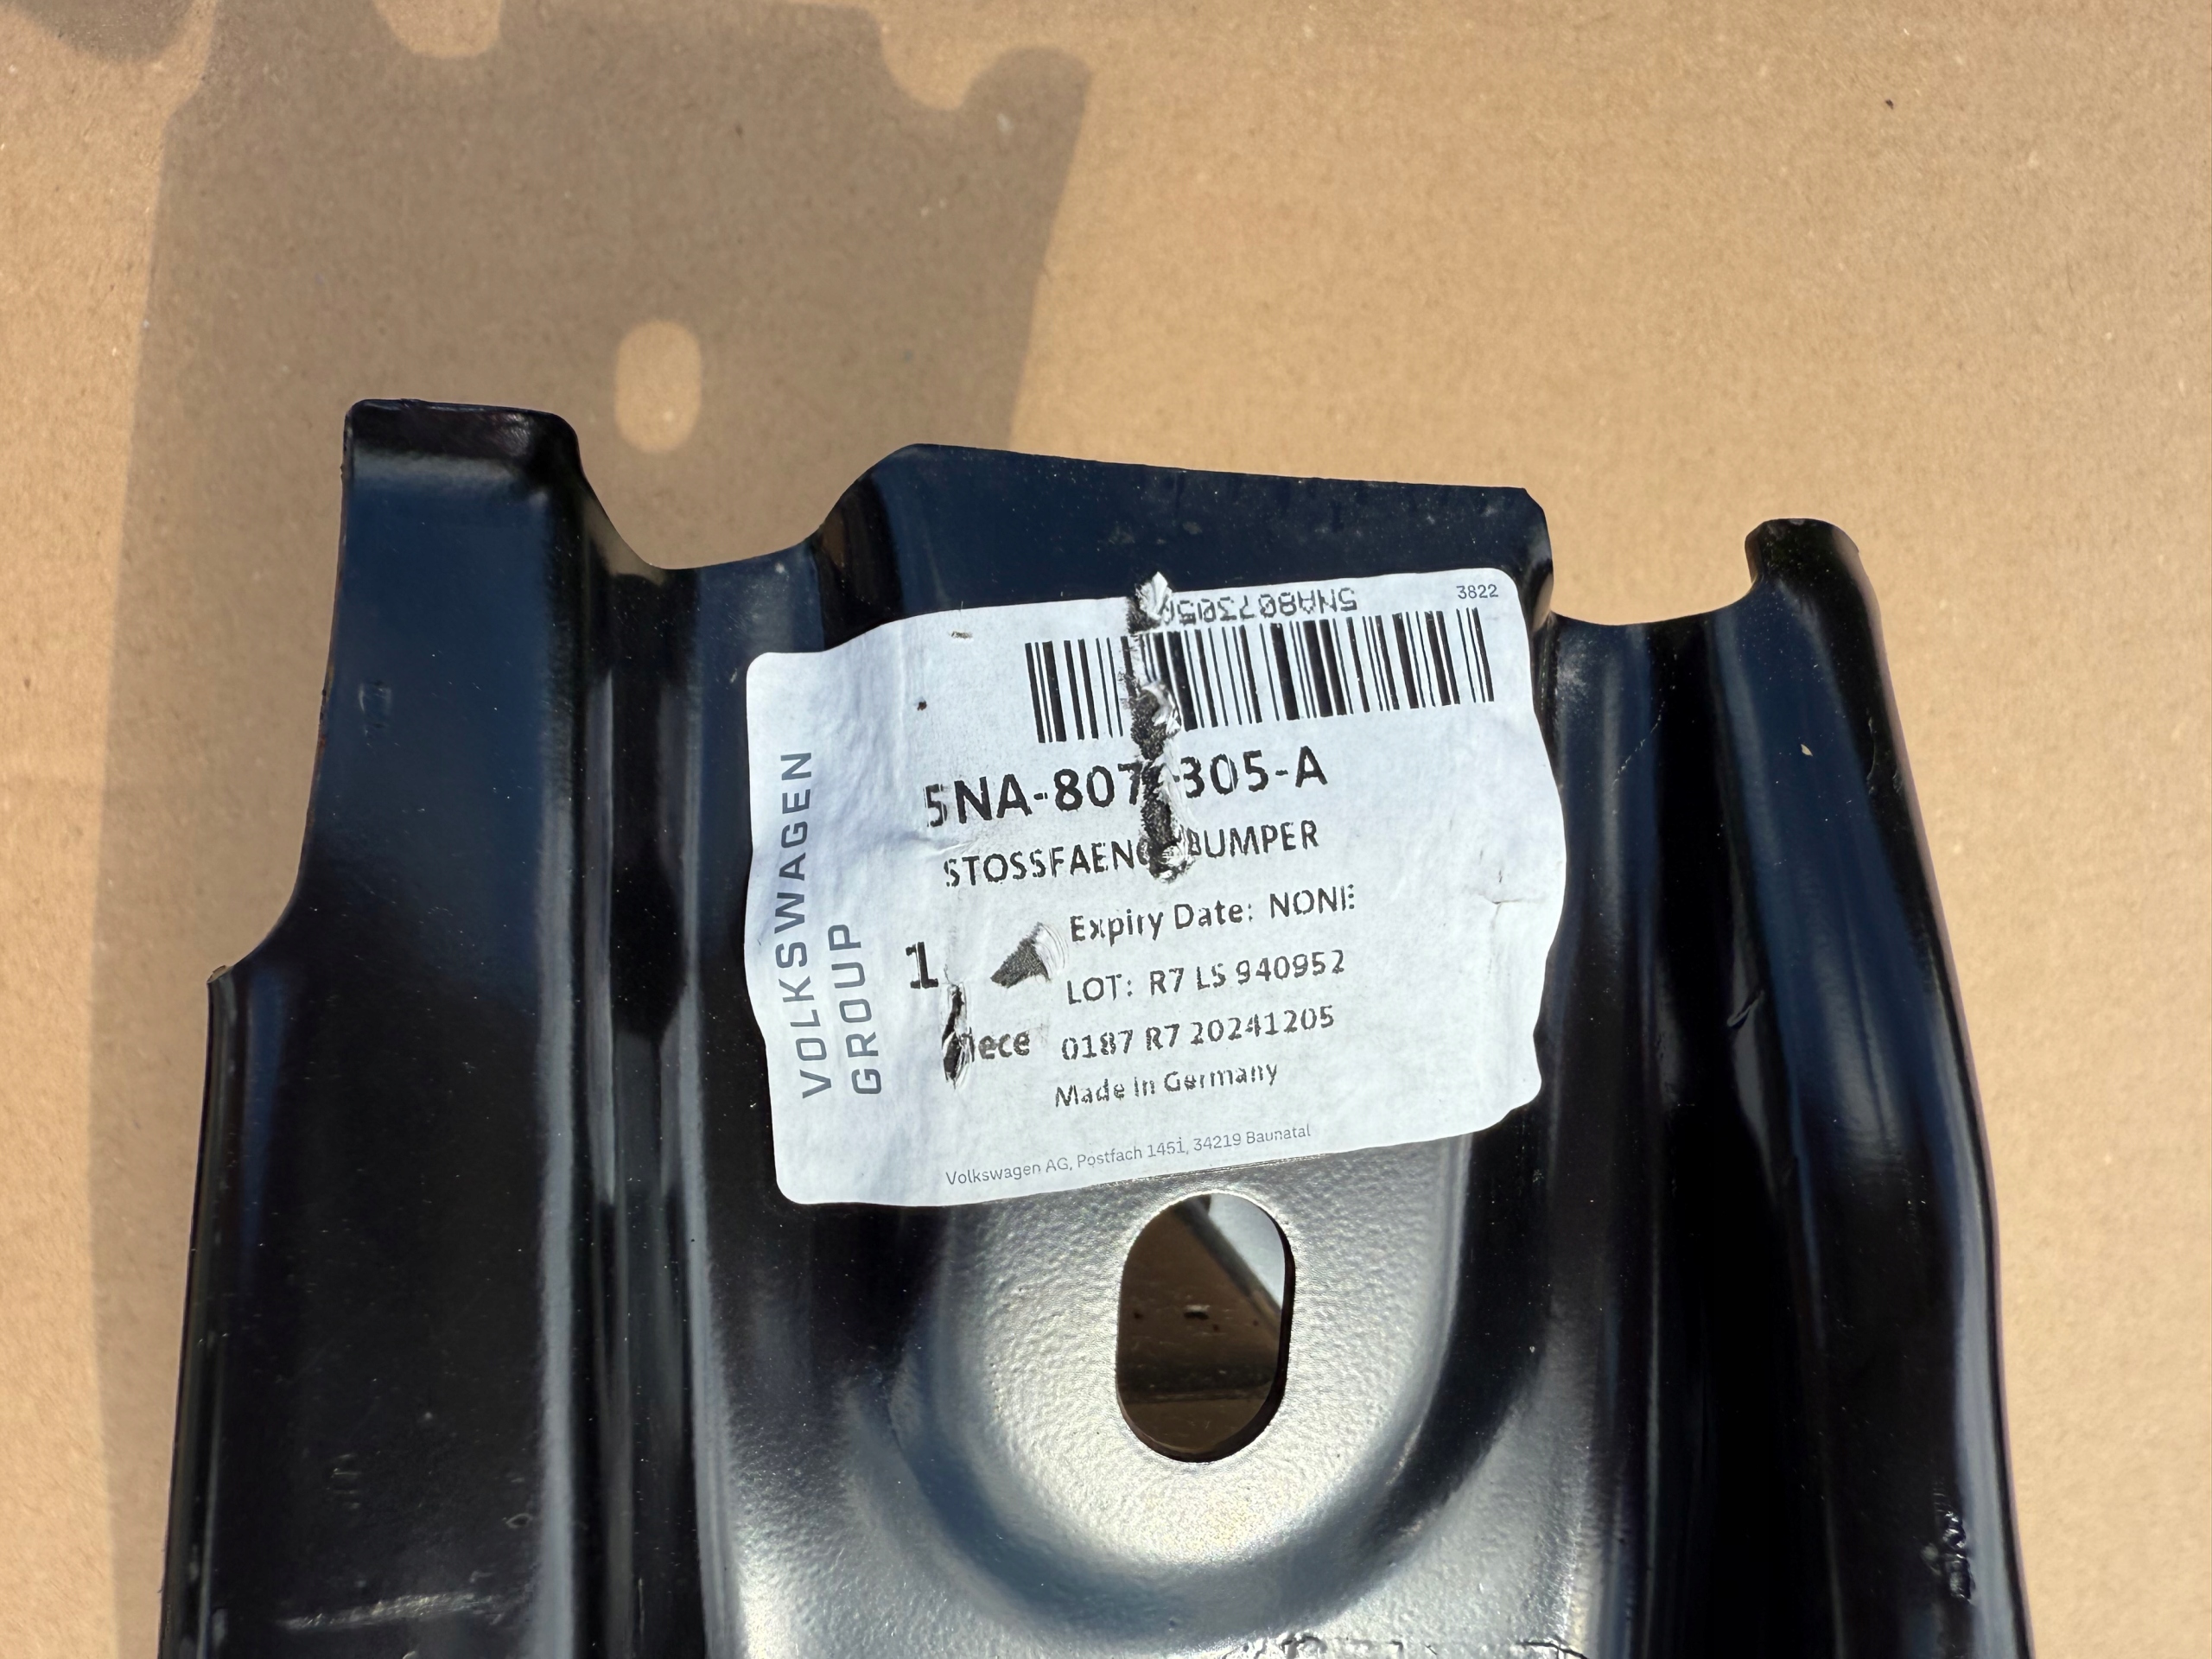 3822
5NA807305A
5NA-807-305-A
STOSSFAENG BUMPER
Expiry Date: NONE
1
LOT: R7 LS 940952
0187 R7 20241205
Made in Germany
VOLKSWAGEN
GROUP
Volkswagen AG, Postfach 1451, 34219 Baunatal